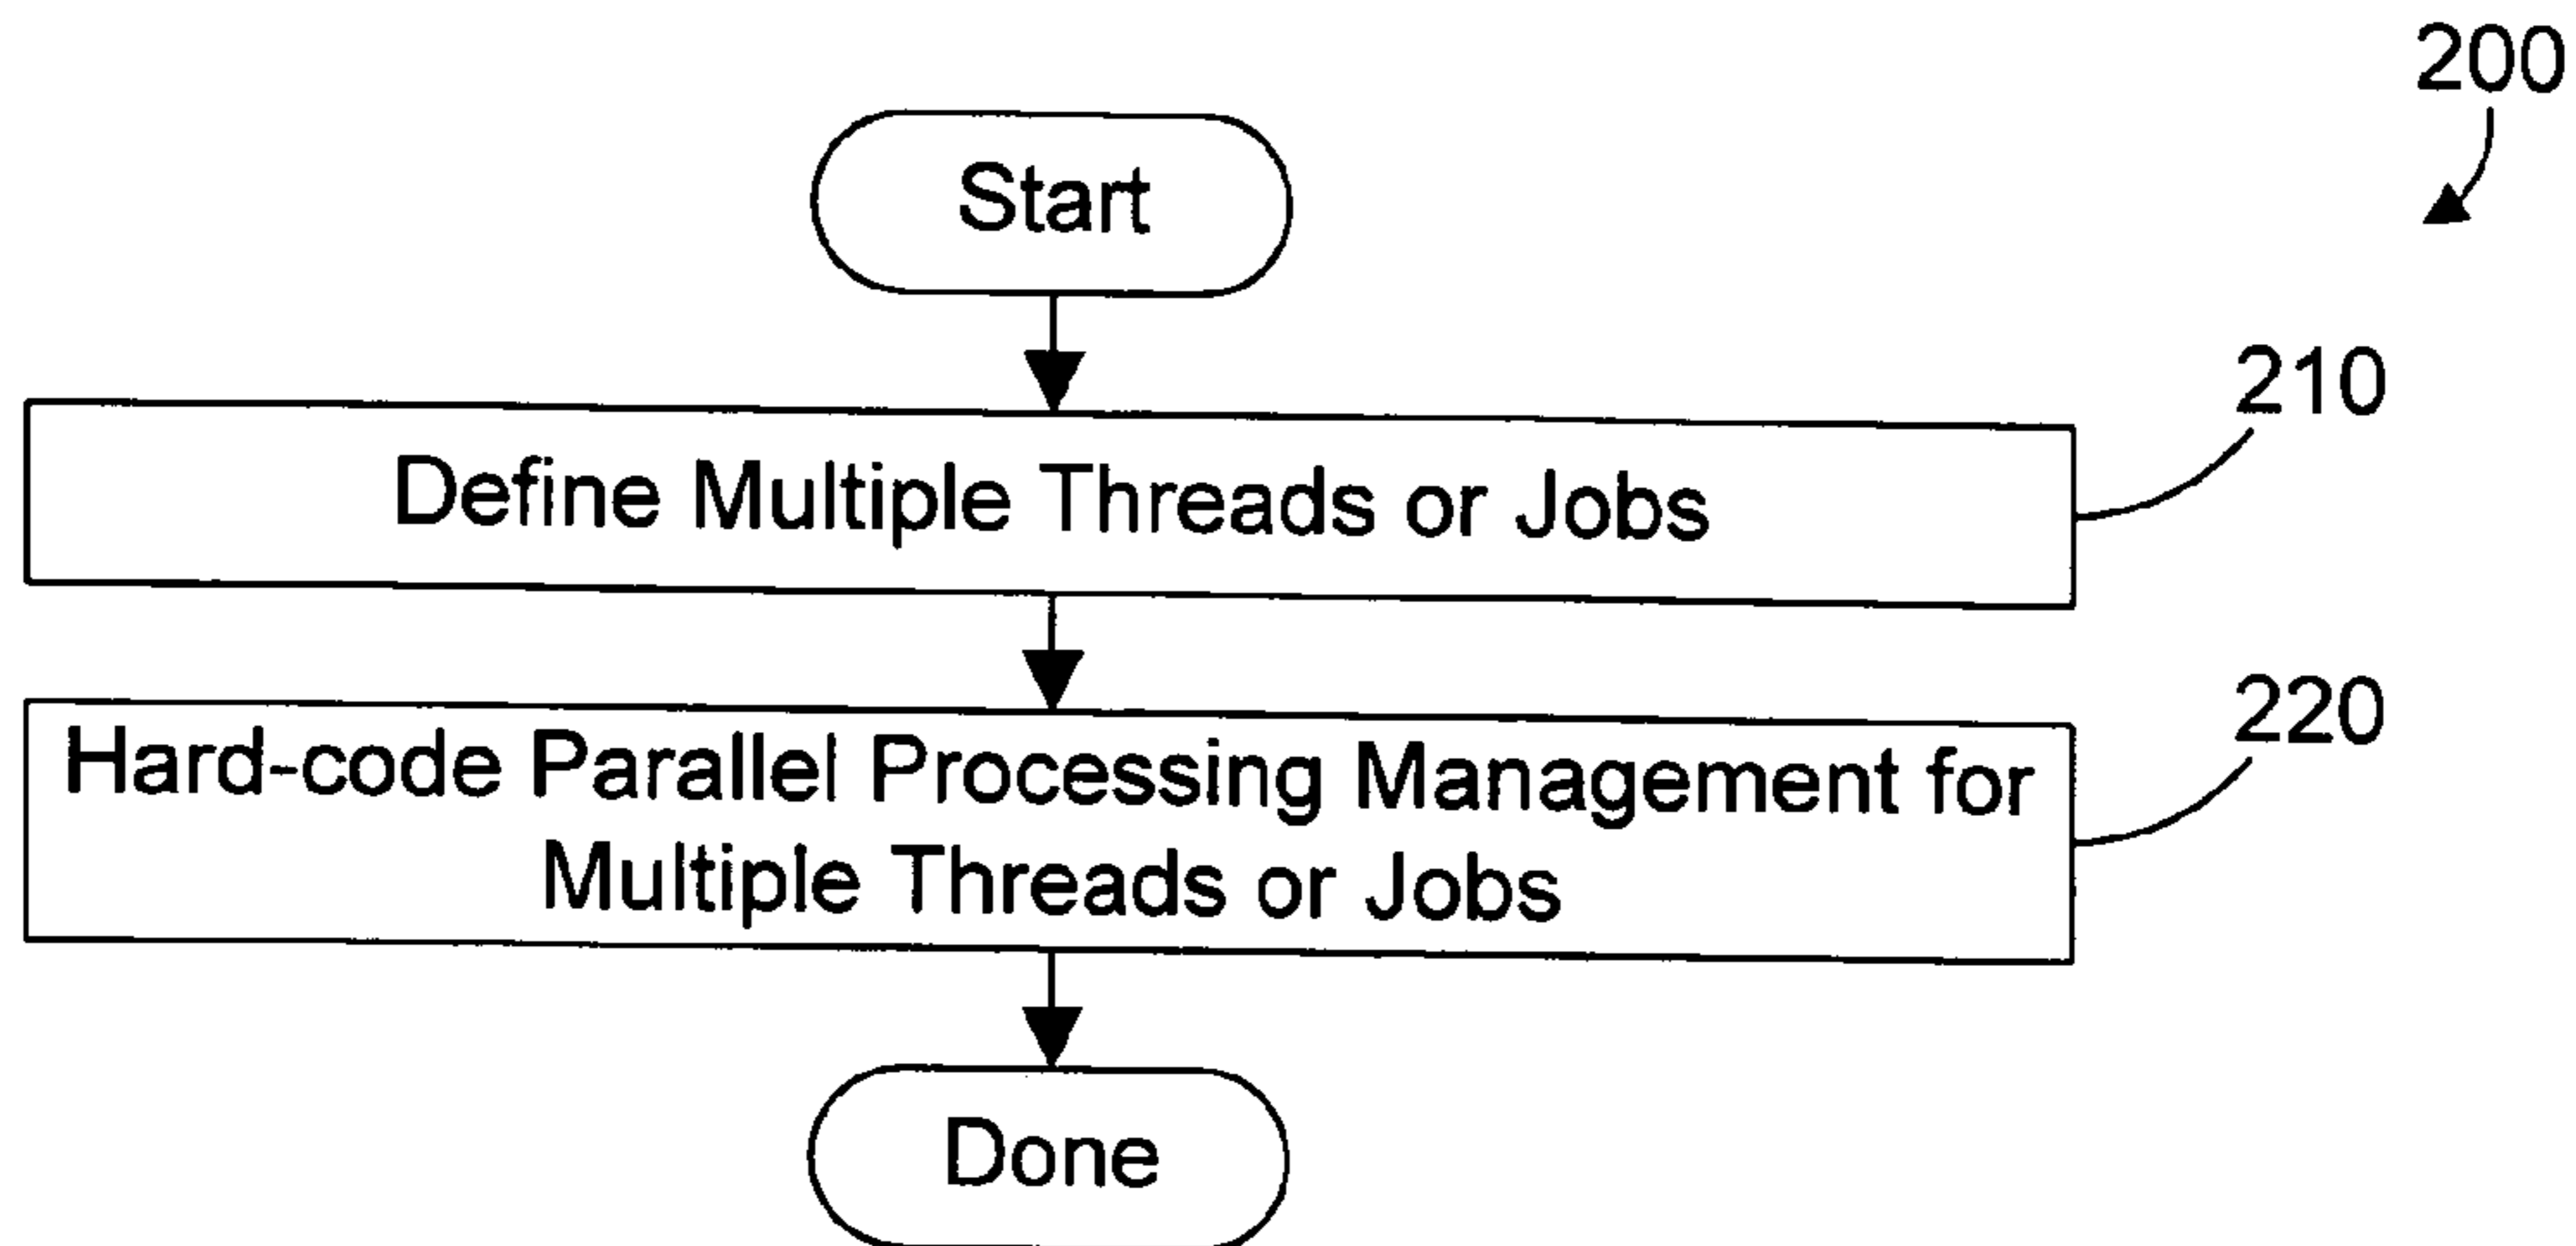 200
Start
210
Define Multiple Threads or Jobs
220
Hard-code Parallel Processing Management for
Multiple Threads or Jobs
Done